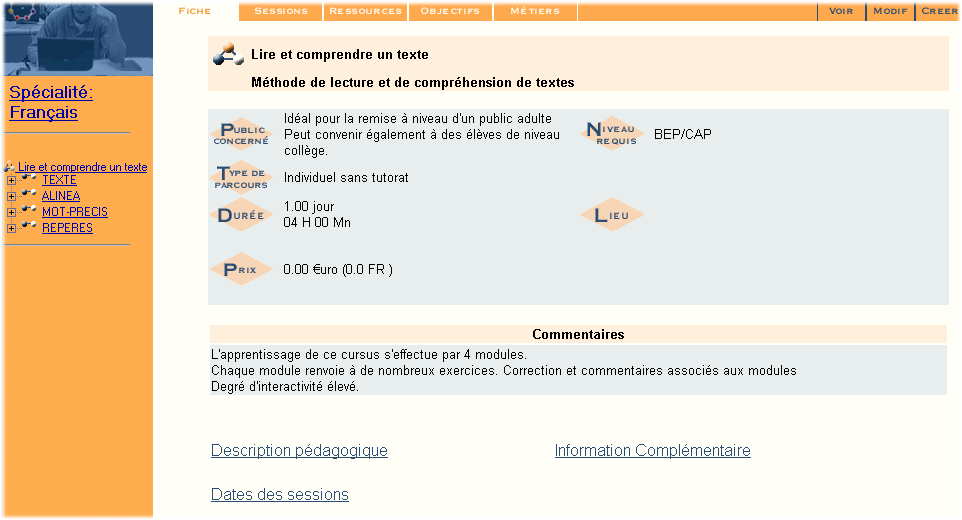 FICHE
SESSIONS
RESSOURCES
OBJECTIFS
MÉTIERS
VOIR
MODIF
CREER
Spécialité:
Français
Lire et comprendre un texte
TEXTE
ALINEA
MOT-PRECIS
REPERES
Lire et comprendre un texte
Méthode de lecture et de compréhension de textes
PUBLIC
CONCERNÉ
Idéal pour la remise à niveau d'un public adulte
Peut convenir également à des élèves de niveau
collège.
NIVEAU
REQUIS
BEP/CAP
TYPE DE
PARCOURS
Individuel sans tutorat
DURÉE
1.00 jour
04 H 00 Mn
LIEU
PRIX
0.00 €uro (0.0 FR )
Commentaires
L'apprentissage de ce cursus s'effectue par 4 modules.
Chaque module renvoie à de nombreux exercices. Correction et commentaires associés aux modules
Degré d'interactivité élevé.
Description pédagogique
Information Complémentaire
Dates des sessions